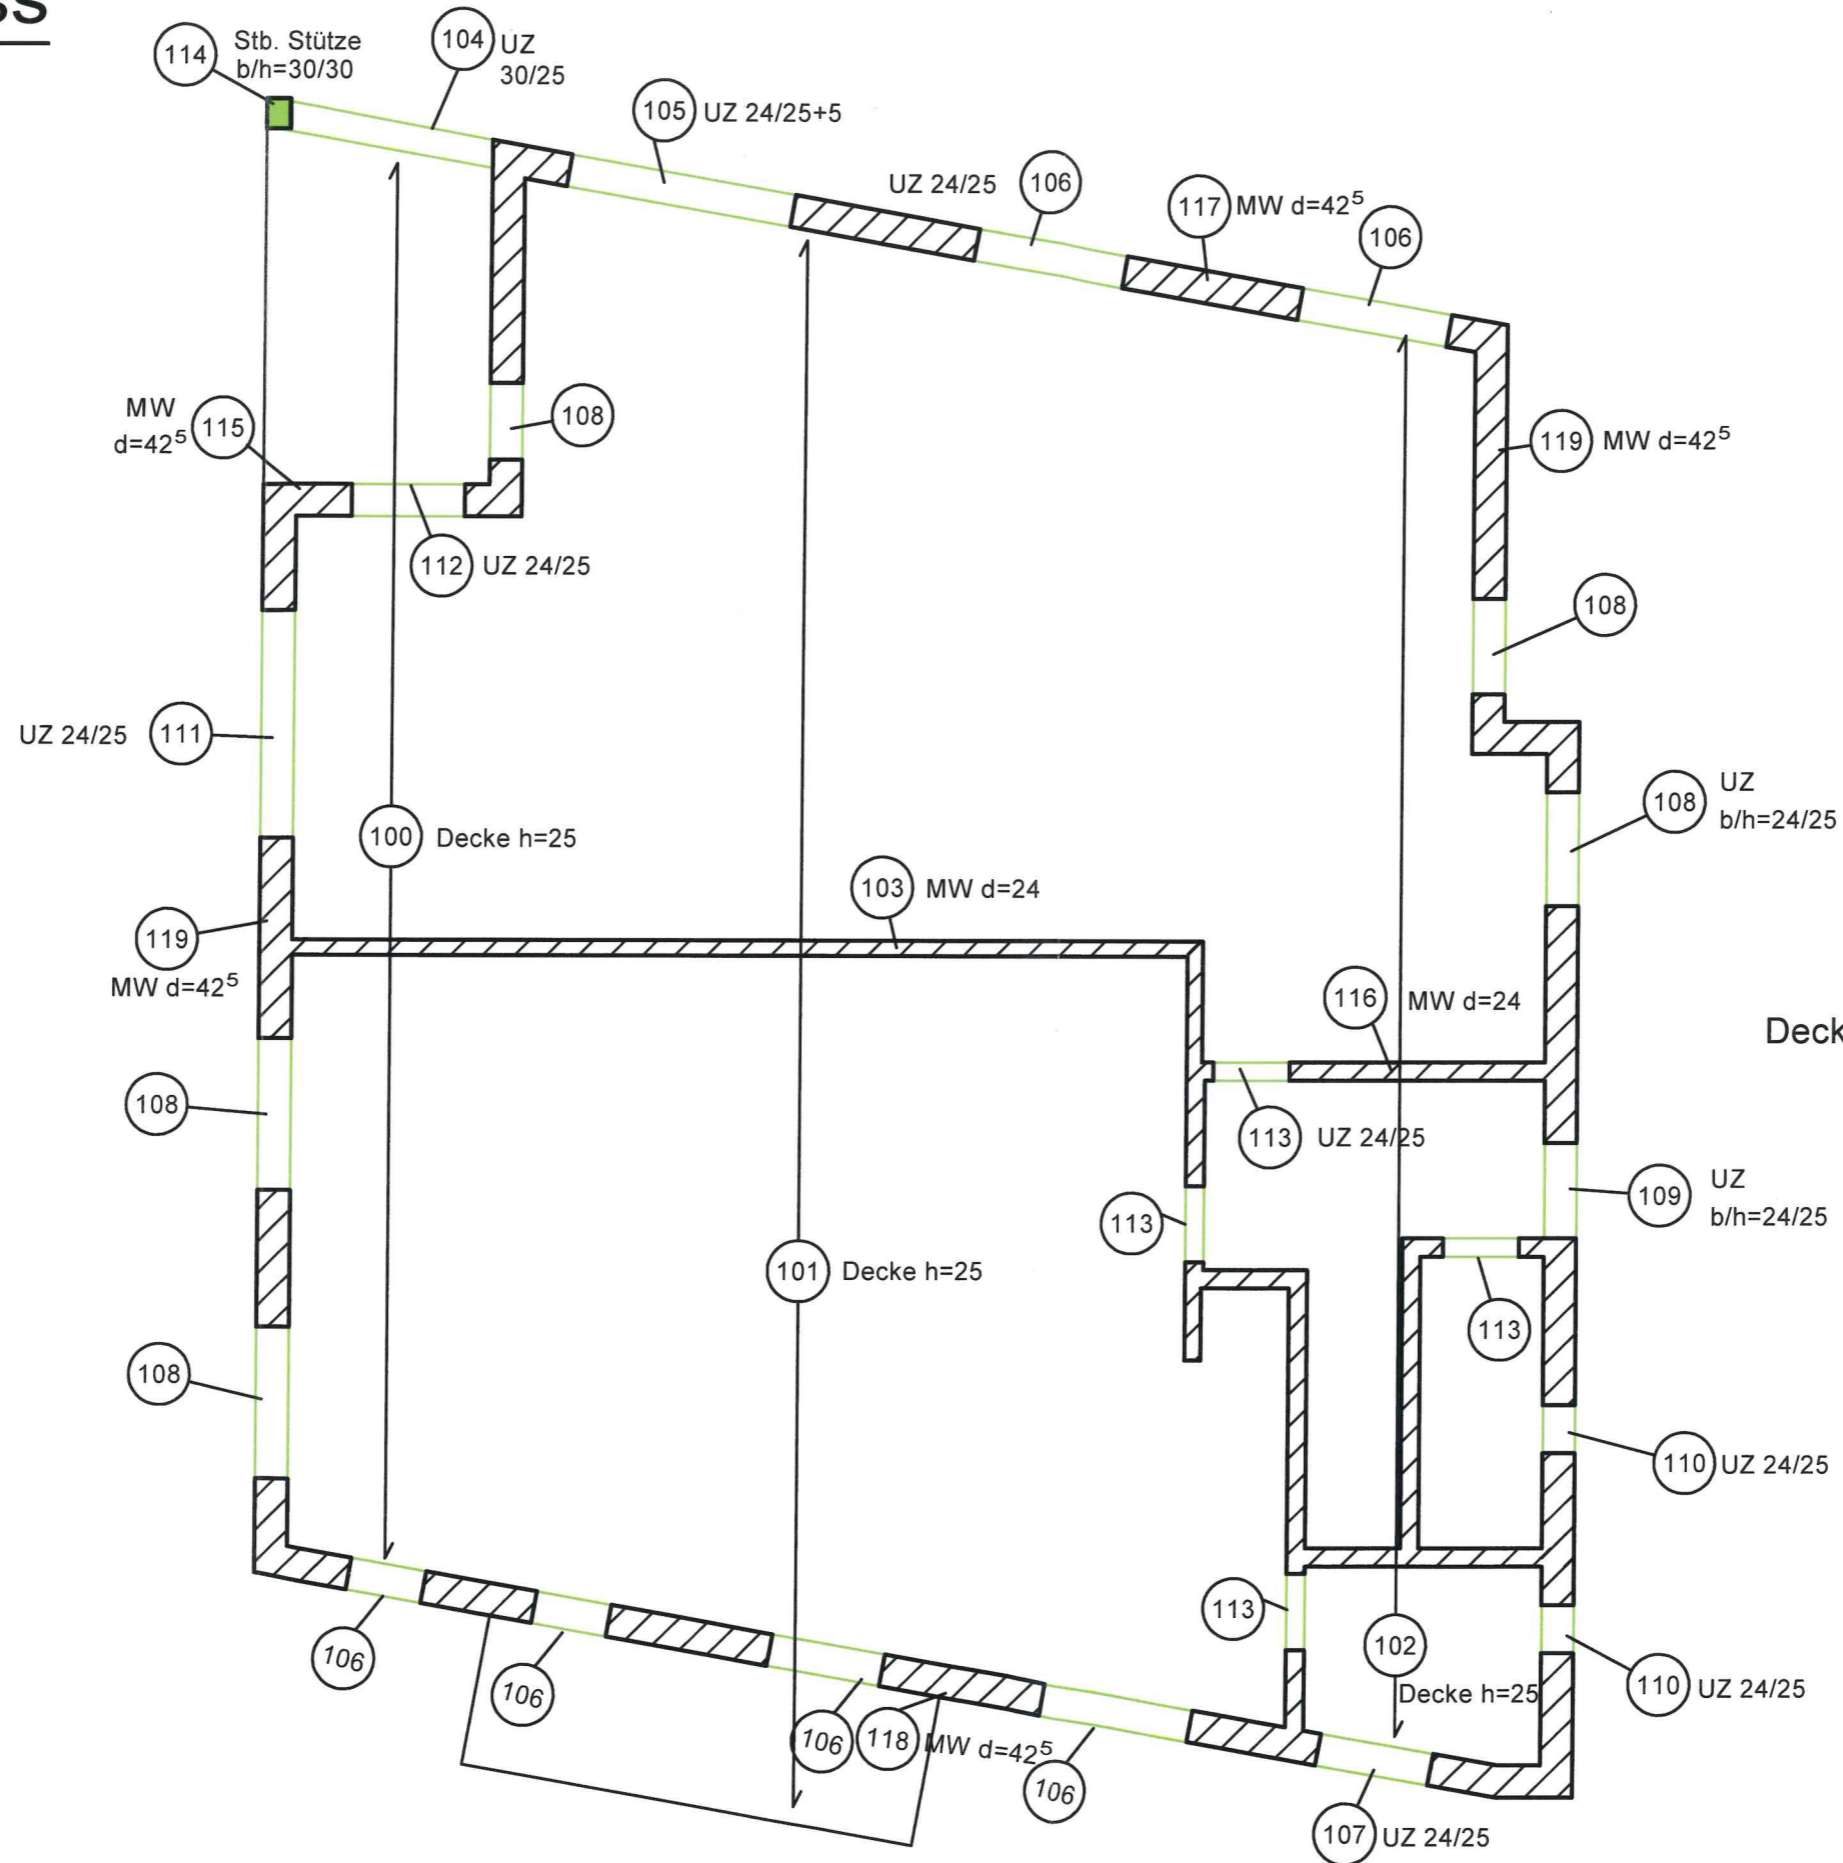 SS
114
Stb. Stütze
b/h=30/30
104
UZ
30/25
105
UZ 24/25+5
UZ 24/25
106
117
MW d=42⁵
106
MW
d=42⁵
115
108
119
MW d=42⁵
112
UZ 24/25
108
UZ 24/25
111
108
UZ
b/h=24/25
100
Decke h=25
103
MW d=24
119
MW d=42⁵
116
MW d=24
Deck
108
113
UZ 24/25
113
109
UZ
b/h=24/25
101
Decke h=25
113
108
110
UZ 24/25
113
102
106
106
Decke h=25
110
UZ 24/25
106
118
MW d=42⁵
106
107
UZ 24/25